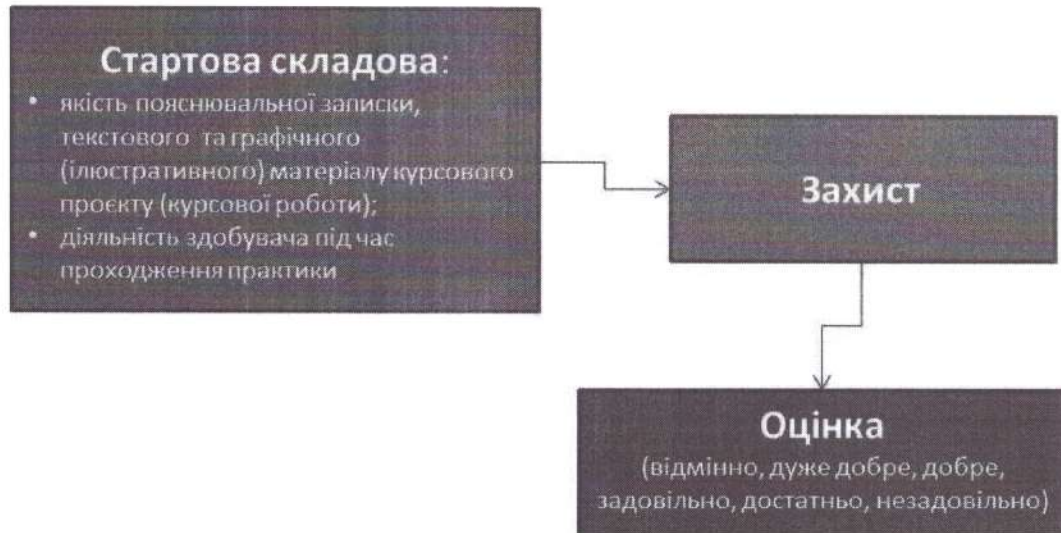 Стартова складова:
• якість пояснювальної записки,
текстового та графічного
(ілюстративного) матеріалу курсового
проєкту (курсової роботи);
• діяльність здобувача під час
проходження практики
Захист
Оцінка
(відмінно, дуже добре, добре,
задовільно, достатньо, незадовільно)